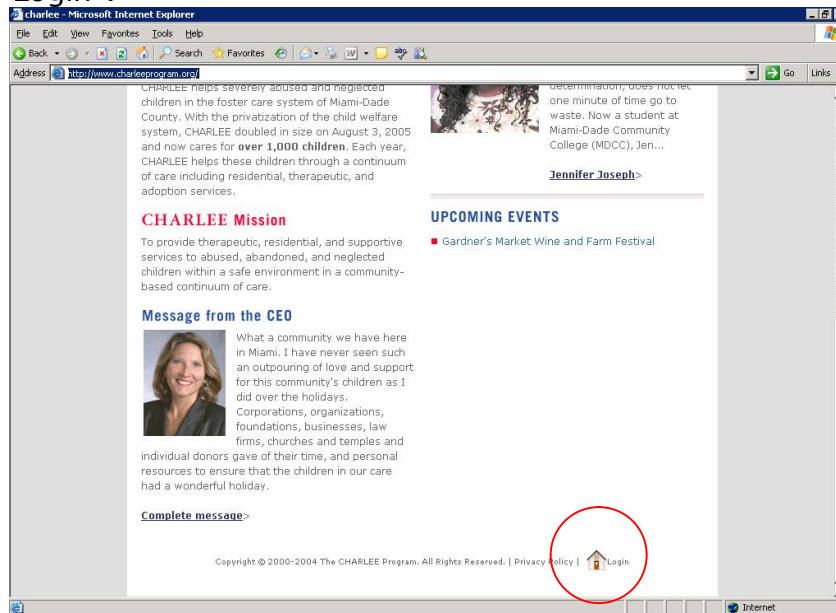 charlee - Microsoft Internet Explorer
File Edit View Favorites Tools Help
Back Search Favorites
Address http://www.charleeprogram.org/ Go Links
CHARLEE helps severely abused and neglected
children in the foster care system of Miami-Dade
County. With the privatization of the child welfare
system, CHARLEE doubled in size on August 3, 2005
and now cares for over 1,000 children. Each year,
CHARLEE helps these children through a continuum
of care including residential, therapeutic, and
adoption services.
CHARLEE Mission
To provide therapeutic, residential, and supportive
services to abused, abandoned, and neglected
children within a safe environment in a community-
based continuum of care.
Message from the CEO
What a community we have here
in Miami. I have never seen such
an outpouring of love and support
for this community's children as I
did over the holidays.
Corporations, organizations,
foundations, businesses, law
firms, churches and temples and
individual donors gave of their time, and personal
resources to ensure that the children in our care
had a wonderful holiday.
Complete message>
determination, does not let
one minute of time go to
waste. Now a student at
Miami-Dade Community
College (MDCC), Jen...
Jennifer Joseph>
UPCOMING EVENTS
Gardner's Market Wine and Farm Festival
Copyright © 2000-2004 The CHARLEE Program. All Rights Reserved. | Privacy Policy | Login
Internet